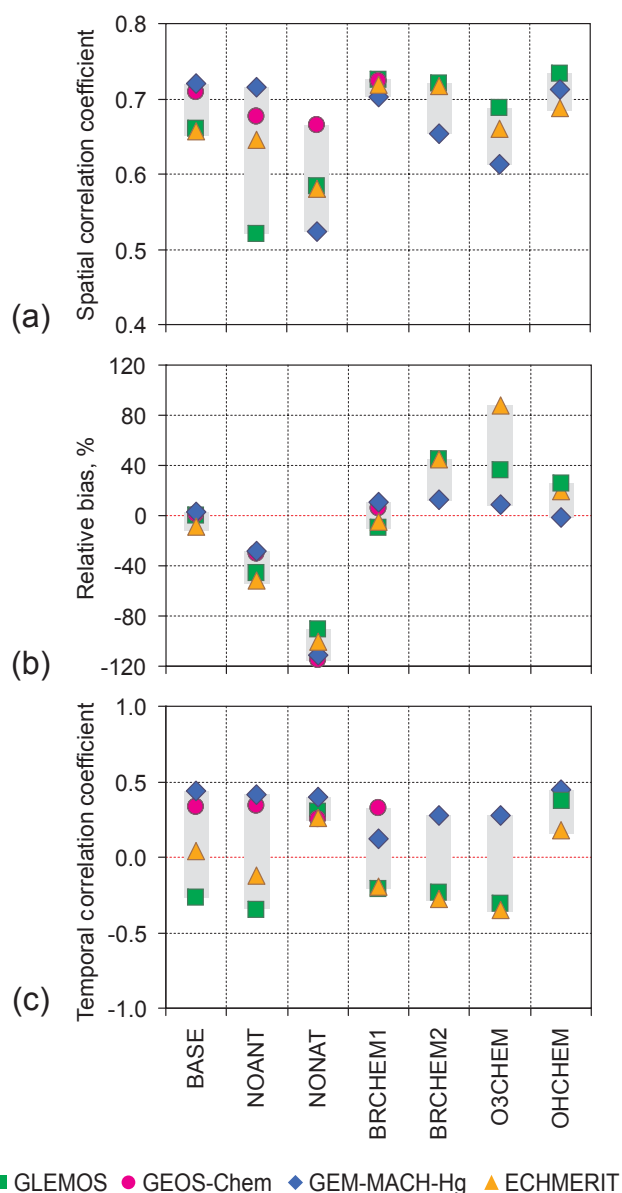 0.8
0.7
0.6
0.5
0.4
Spatial correlation coefficient
(a)
120
80
40
0
-40
-80
-120
Relative bias, %
(b)
1.0
0.5
0.0
-0.5
-1.0
Temporal correlation coefficient
(c)
BASE
NOANT
NONAT
BRCHEM1
BRCHEM2
O3CHEM
OHCHEM
GLEMOS GEOS-Chem GEM-MACH-Hg ECHMERIT